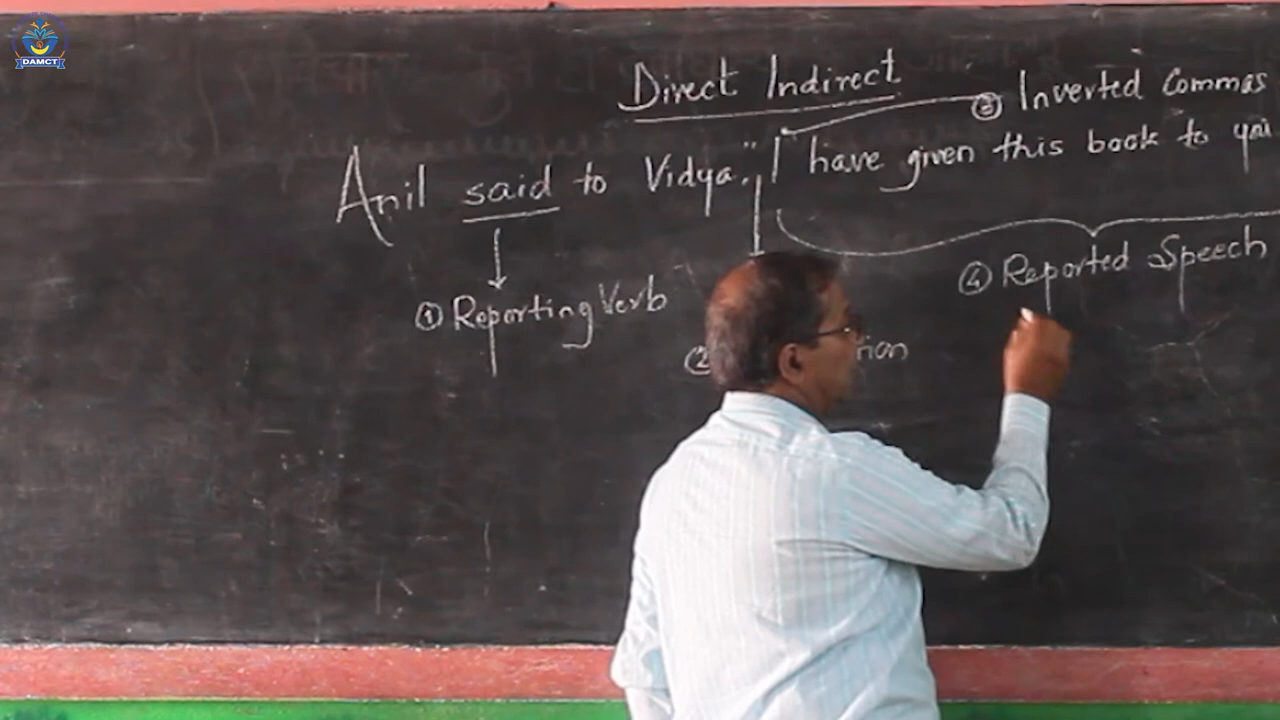 DAMCT
Direct Indirect
③ Inverted Commas
Anil said to Vidya, "I have given this book to you
④ Reported Speech
① Reporting Verb
②